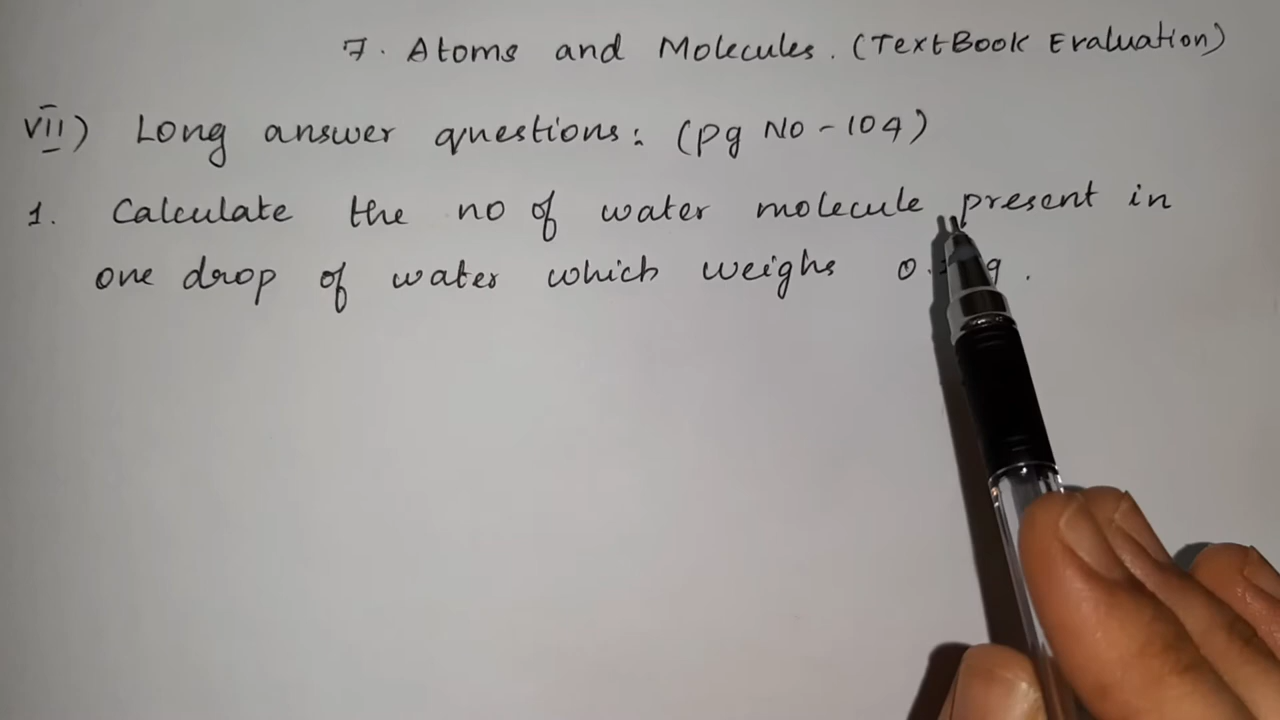 7. Atoms and Molecules. (TextBook Evaluation)
VII) Long answer questions: (pg No - 104)
1. Calculate the no of water molecule present in
one drop of water which weighs